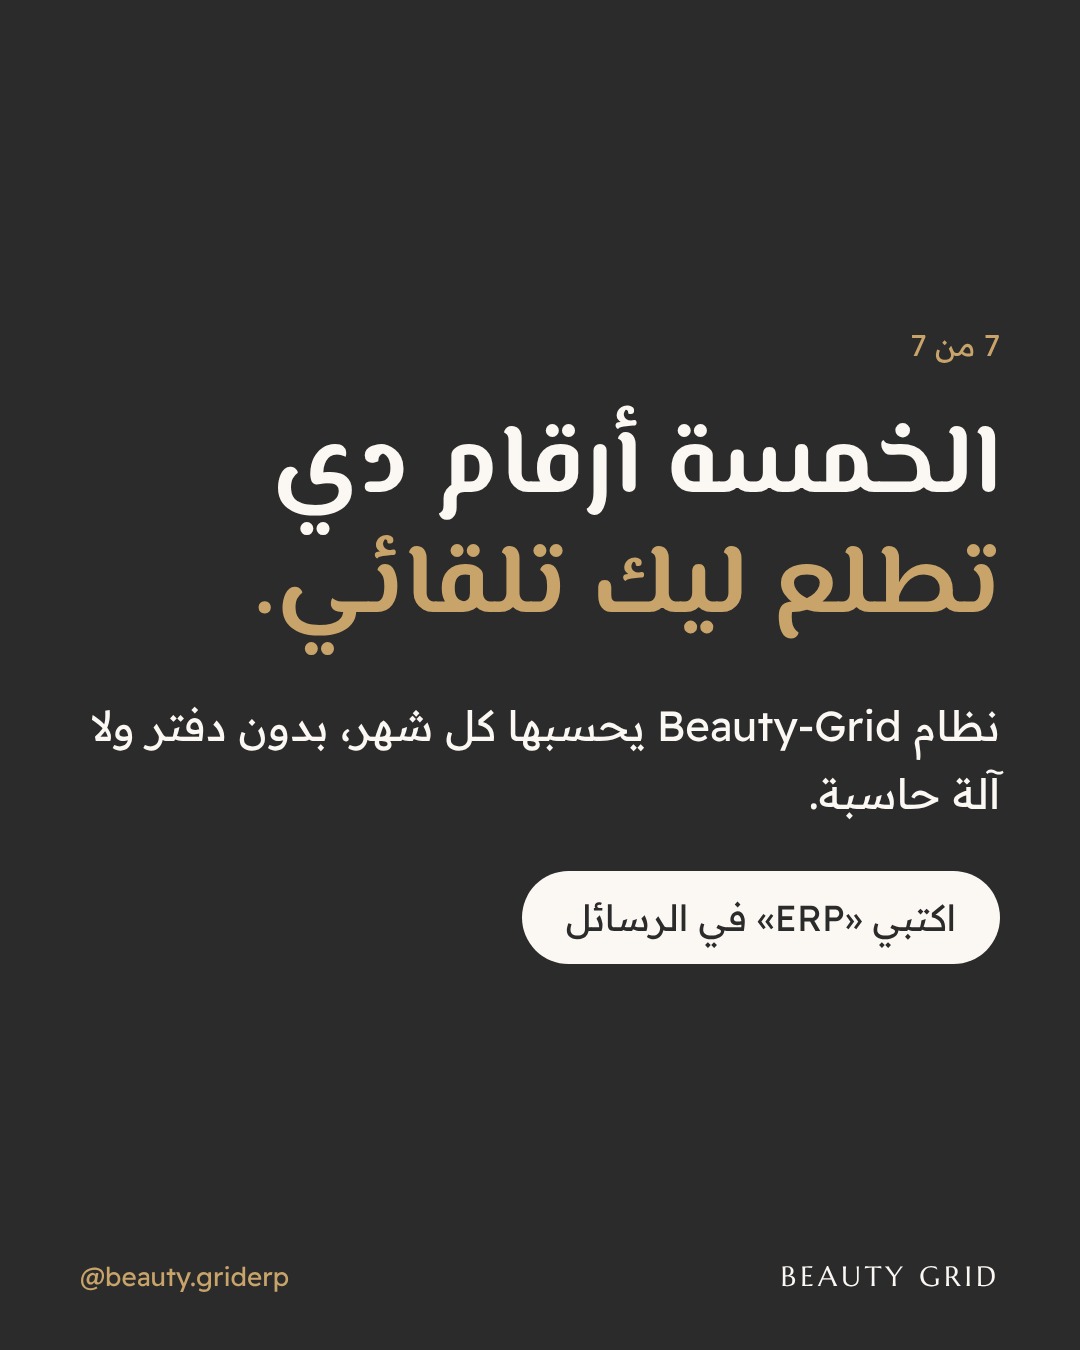 7 من 7
الخمسة أرقام دي
تطلع ليك تلقائي.
نظام Beauty-Grid يحسبها كل شهر، بدون دفتر ولا
آلة حاسبة.
اكتبي «ERP» في الرسائل
BEAUTY GRID
@beauty.griderp